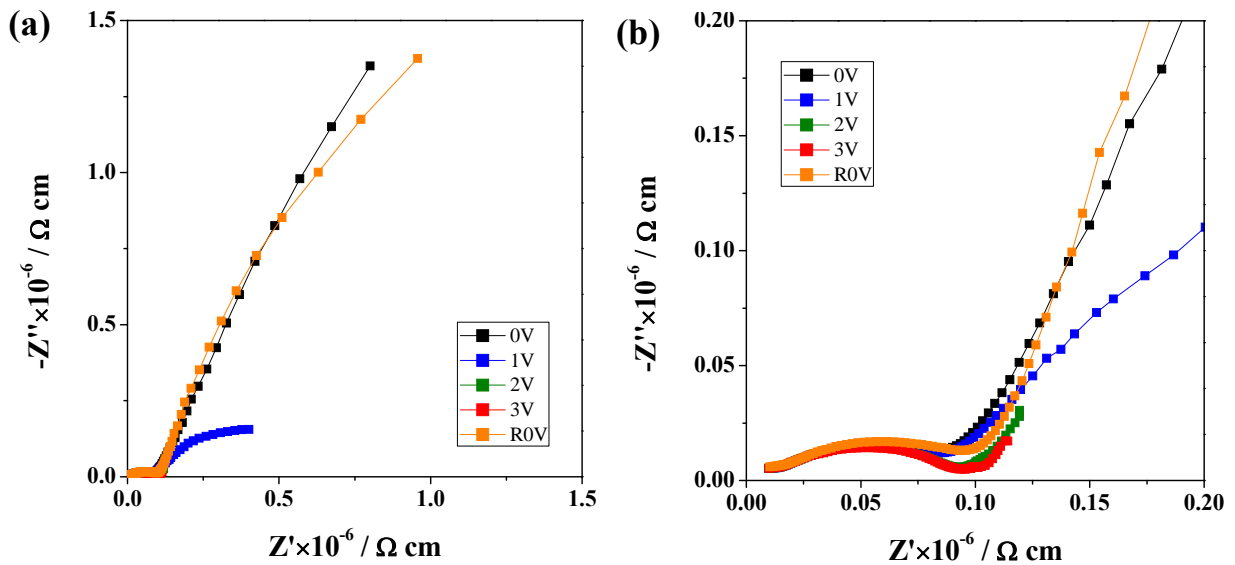 (a)
1.5
1.0
0.5
0.0
-Z''×10⁻⁶ / Ω cm
0V
1V
2V
3V
R0V
0.0 0.5 1.0 1.5
Z'×10⁻⁶ / Ω cm
(b)
0.20
0.15
0.10
0.05
0.00
-Z''×10⁻⁶ / Ω cm
0V
1V
2V
3V
R0V
0.00 0.05 0.10 0.15 0.20
Z'×10⁻⁶ / Ω cm